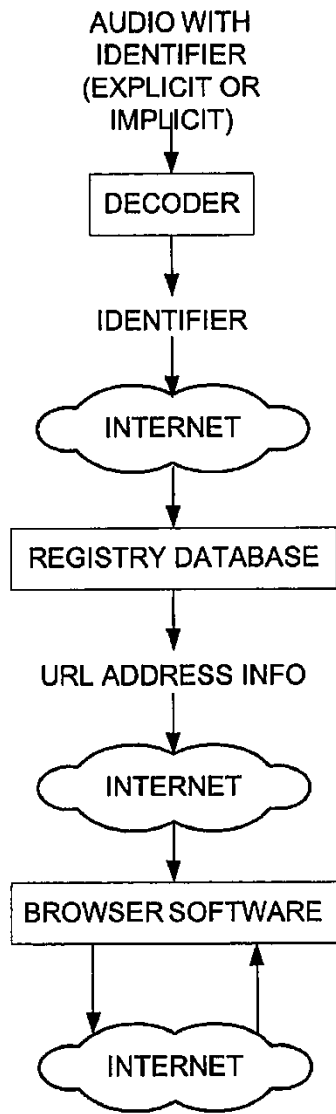 AUDIO WITH
IDENTIFIER
(EXPLICIT OR
IMPLICIT)
DECODER
IDENTIFIER
INTERNET
REGISTRY DATABASE
URL ADDRESS INFO
INTERNET
BROWSER SOFTWARE
INTERNET